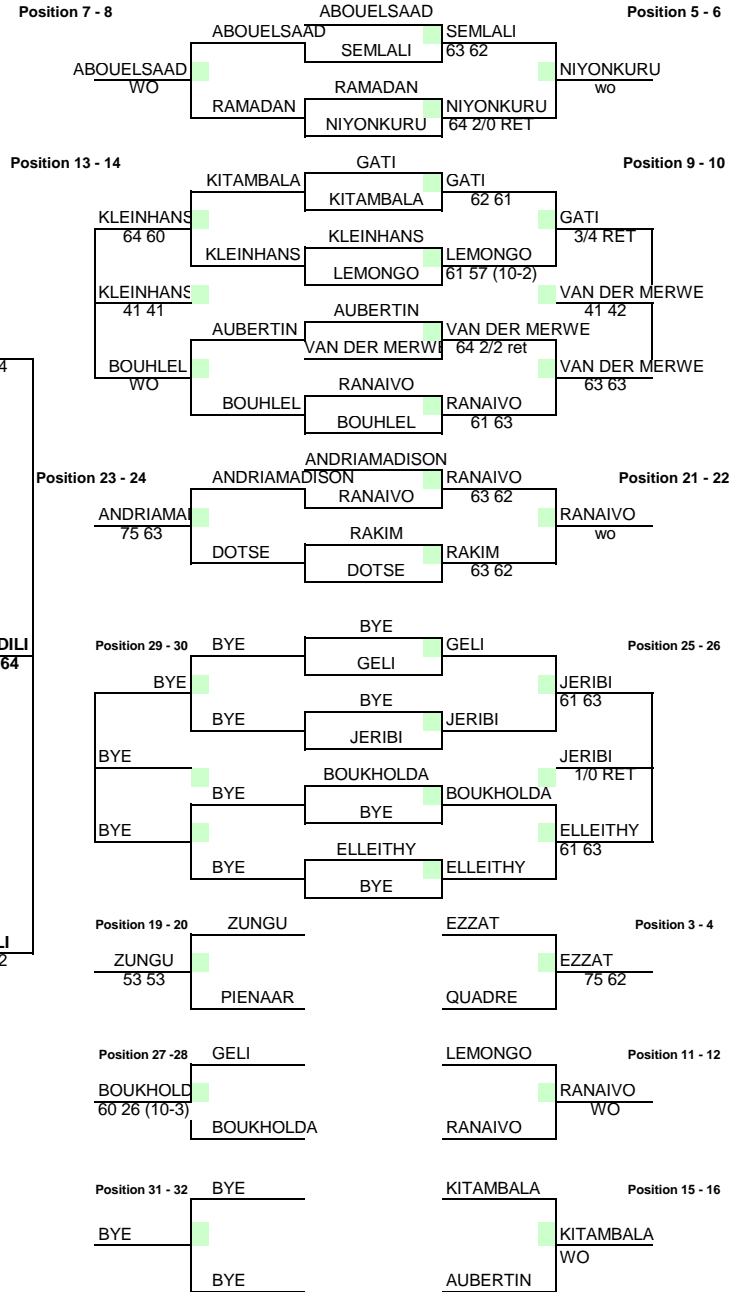 Position 7 - 8
ABOUELSAAD
Position 5 - 6
ABOUELSAAD
SEMLALI
SEMLALI
63 62
ABOUELSAAD
WO
NIYONKURU
wo
RAMADAN
RAMADAN
NIYONKURU
NIYONKURU
64 2/0 RET
Position 13 - 14
GATI
Position 9 - 10
KITAMBALA
KITAMBALA
GATI
62 61
KLEINHANS
64 60
GATI
3/4 RET
KLEINHANS
KLEINHANS
LEMONGO
LEMONGO
61 57 (10-2)
KLEINHANS
41 41
VAN DER MERWE
41 42
AUBERTIN
AUBERTIN
VAN DER MERWE
VAN DER MERWE
64 2/2 ret
4
BOUHLEL
WO
VAN DER MERWE
63 63
RANAIVO
BOUHLEL
BOUHLEL
RANAIVO
61 63
ANDRIAMADISON
Position 23 - 24
ANDRIAMADISON
RANAIVO
RANAIVO
63 62
Position 21 - 22
ANDRIAMAI
75 63
RANAIVO
wo
RAKIM
DOTSE
DOTSE
RAKIM
63 62
BYE
DILI
64
Position 29 - 30
BYE
GELI
GELI
Position 25 - 26
BYE
BYE
JERIBI
61 63
BYE
JERIBI
JERIBI
BYE
JERIBI
1/0 RET
BOUKHOLDA
BYE
BYE
BOUKHOLDA
BYE
ELLEITHY
61 63
ELLEITHY
BYE
BYE
ELLEITHY
Position 19 - 20
ZUNGU
EZZAT
Position 3 - 4
LI
2
ZUNGU
53 53
EZZAT
75 62
PIENAAR
QUADRE
Position 27 -28
GELI
LEMONGO
Position 11 - 12
BOUKHOLD
60 26 (10-3)
RANAIVO
WO
BOUKHOLDA
RANAIVO
Position 31 - 32
BYE
KITAMBALA
Position 15 - 16
BYE
KITAMBALA
WO
BYE
AUBERTIN